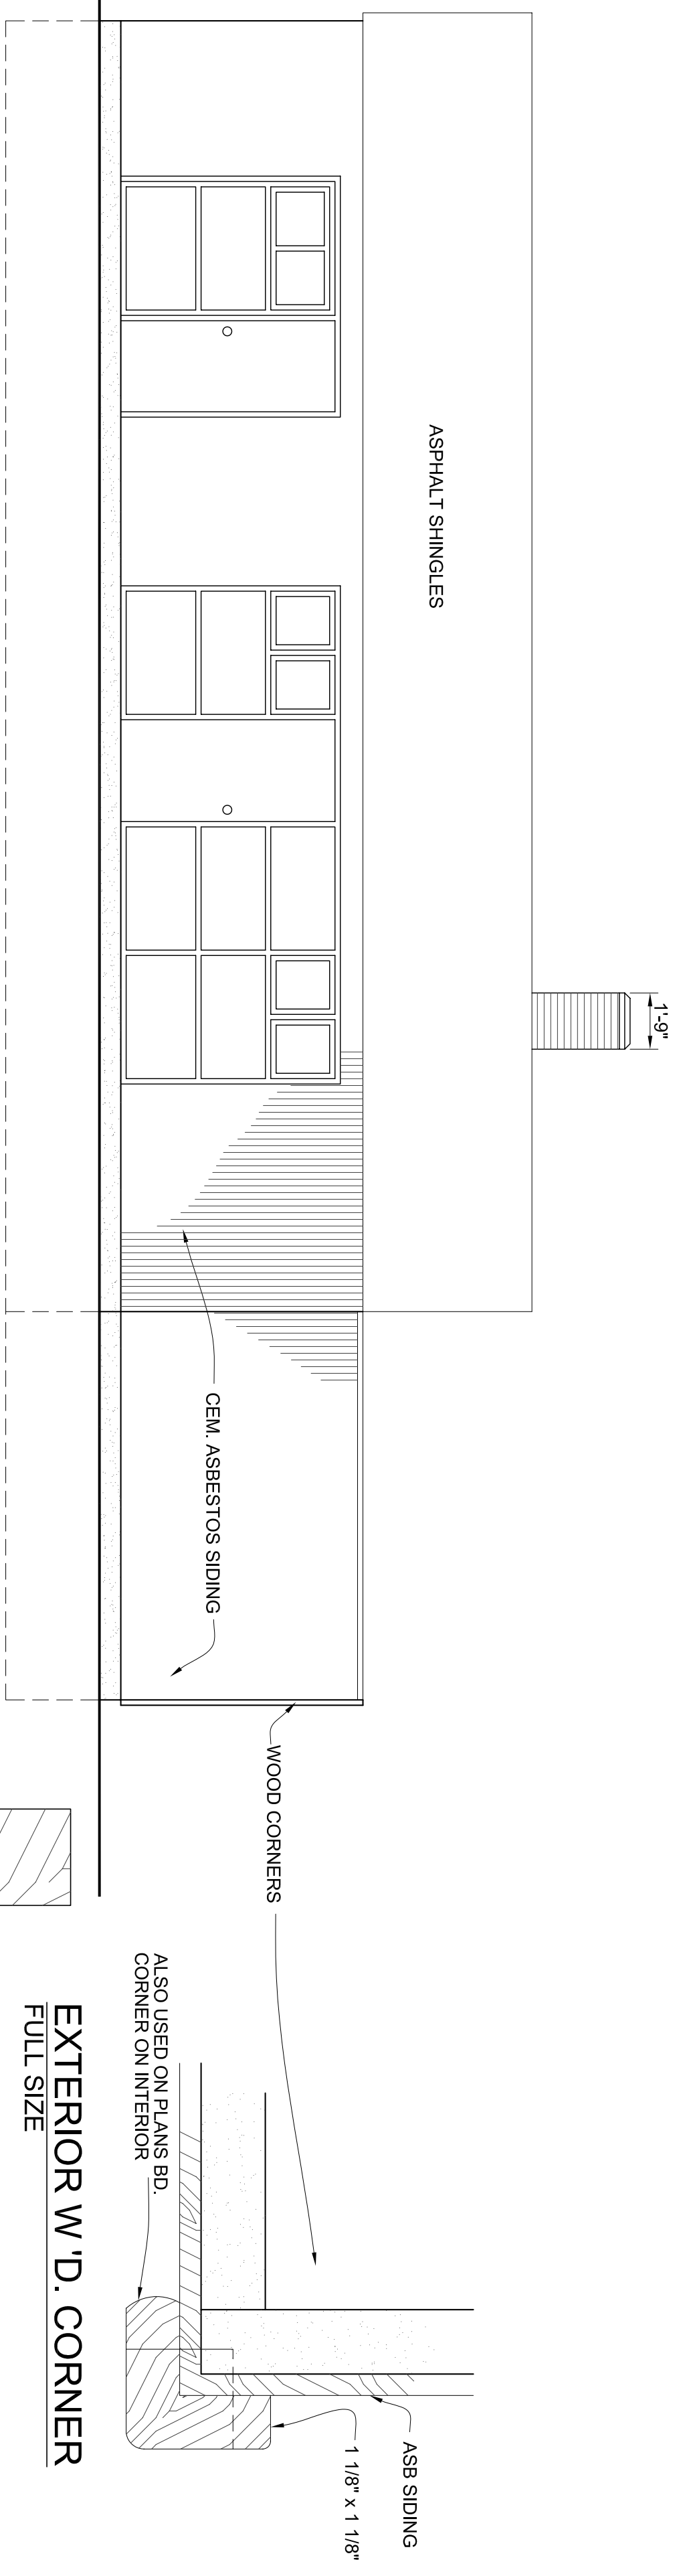 1'-9"
ASPHALT SHINGLES
CEM. ASBESTOS SIDING
WOOD CORNERS
ASB SIDING
1 1/8" x 1 1/8"
ALSO USED ON PLANS BD.
CORNER ON INTERIOR
EXTERIOR W 'D. CORNER
FULL SIZE